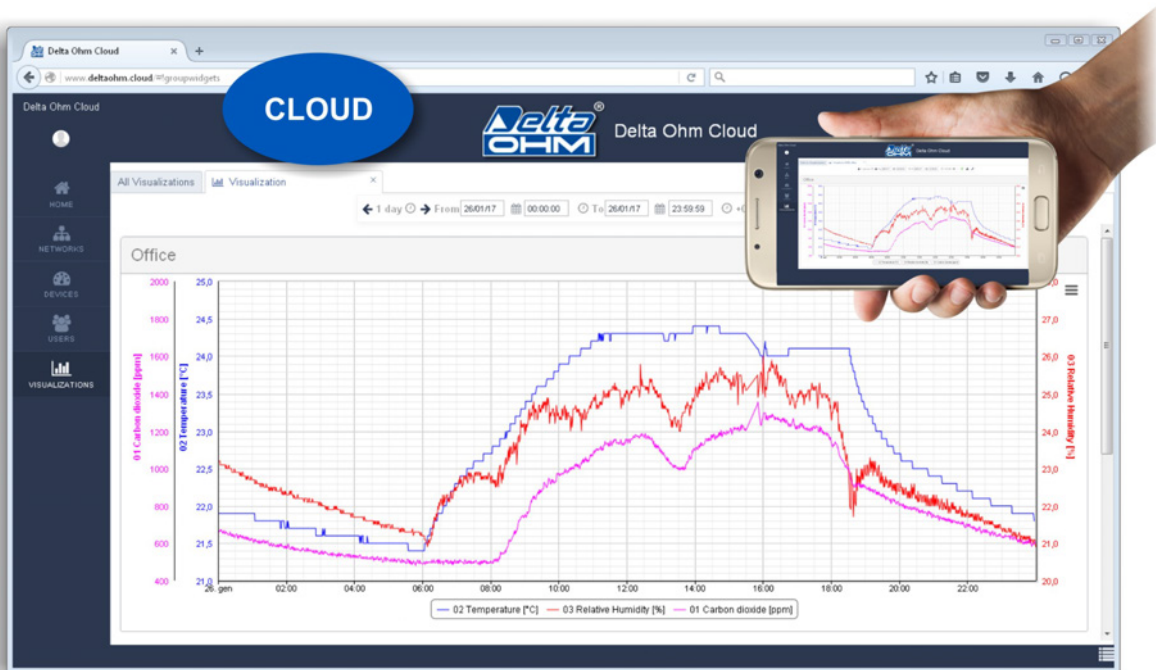 Delta Ohm Cloud
www.deltaohm.cloud/#!groupwidgets
CLOUD
Delta Ohm Cloud
Delta OHM®
Delta Ohm Cloud
HOME
NETWORKS
DEVICES
USERS
VISUALIZATIONS
All Visualizations
Visualization
1 day
From 26/01/17 00:00:00 To 26/01/17 23:59:59
Office
01 Carbon dioxide [ppm]
2000
1800
1600
1400
1200
1000
800
600
400
02 Temperature [°C]
25,0
24,5
24,0
23,5
23,0
22,5
22,0
21,5
21,0
03 Relative Humidity [%]
27,0
26,0
25,0
24,0
23,0
22,0
21,0
20,0
26. gen 02:00 04:00 06:00 08:00 10:00 12:00 14:00 16:00 18:00 20:00 22:00
02 Temperature [°C] 03 Relative Humidity [%] 01 Carbon dioxide [ppm]
Delta OHM
Delta Ohm Cloud
Office